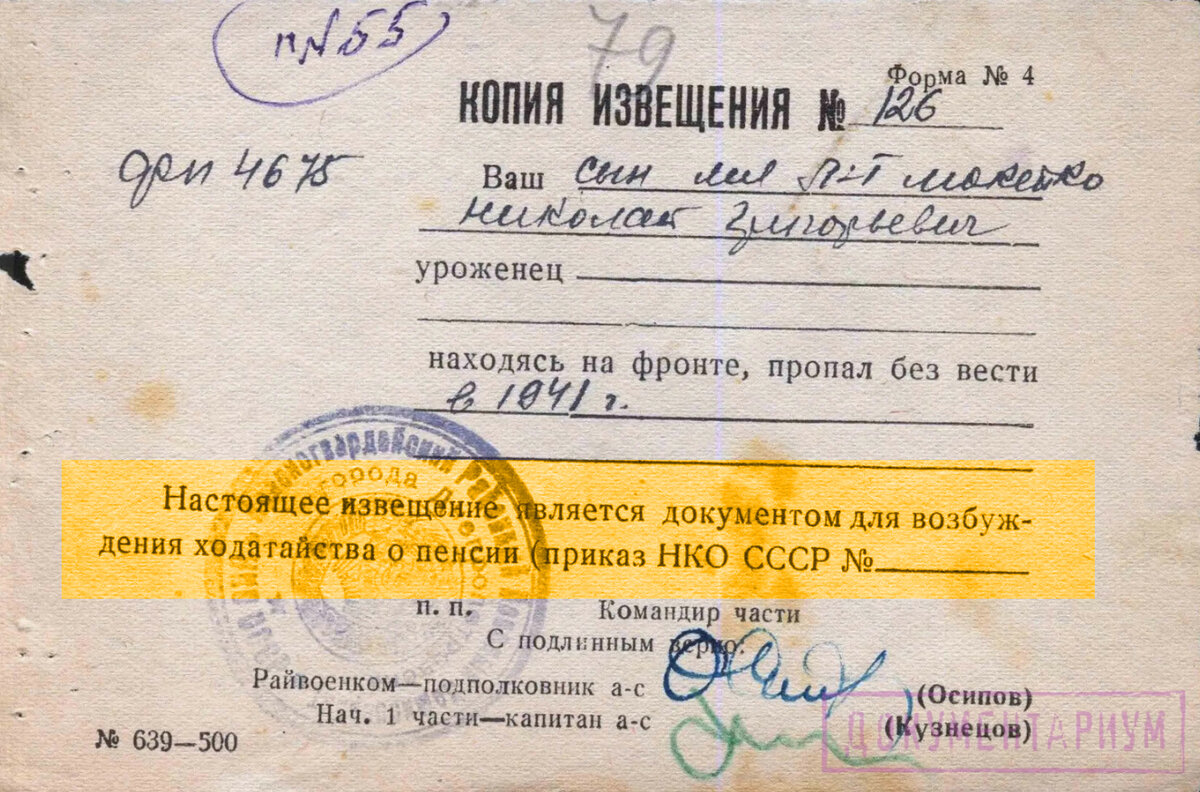 п№55
79
Форма № 4
КОПИЯ ИЗВЕЩЕНИЯ № 126
4675
Ваш сын мл л-т Мокейко
Николай Григорьевич
уроженец
находясь на фронте, пропал без вести
в 1941 г.
Настоящее извещение является документом для возбуж-
дения ходатайства о пенсии (приказ НКО СССР №
п. п. Командир части
С подлинным верно:
Райвоенком—подполковник а-с (Осипов)
Нач. 1 части—капитан а-с (Кузнецов)
№ 639—500
ДОКУМЕНТАРИУМ